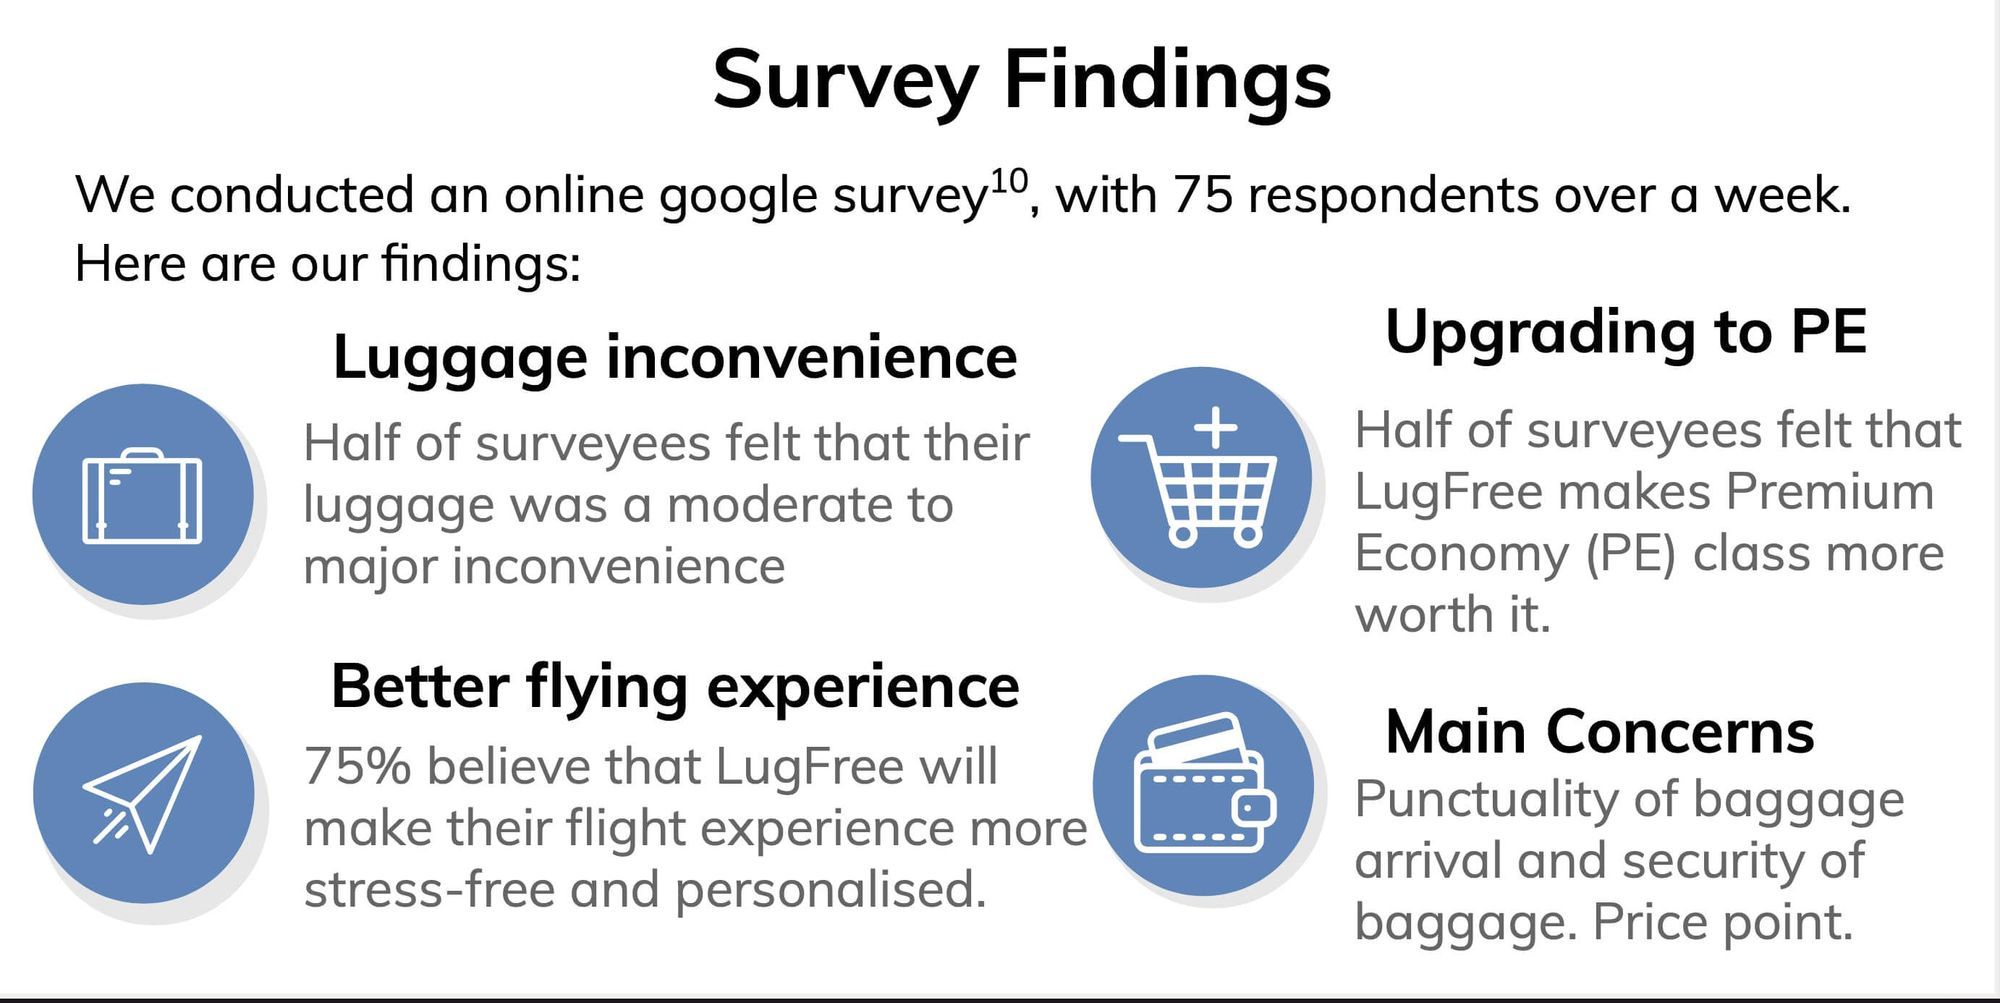 Survey Findings
We conducted an online google survey10, with 75 respondents over a week.
Here are our findings:
Luggage inconvenience
Half of surveyees felt that their
luggage was a moderate to
major inconvenience
Upgrading to PE
Half of surveyees felt that
LugFree makes Premium
Economy (PE) class more
worth it.
Better flying experience
75% believe that LugFree will
make their flight experience more
stress-free and personalised.
Main Concerns
Punctuality of baggage
arrival and security of
baggage. Price point.